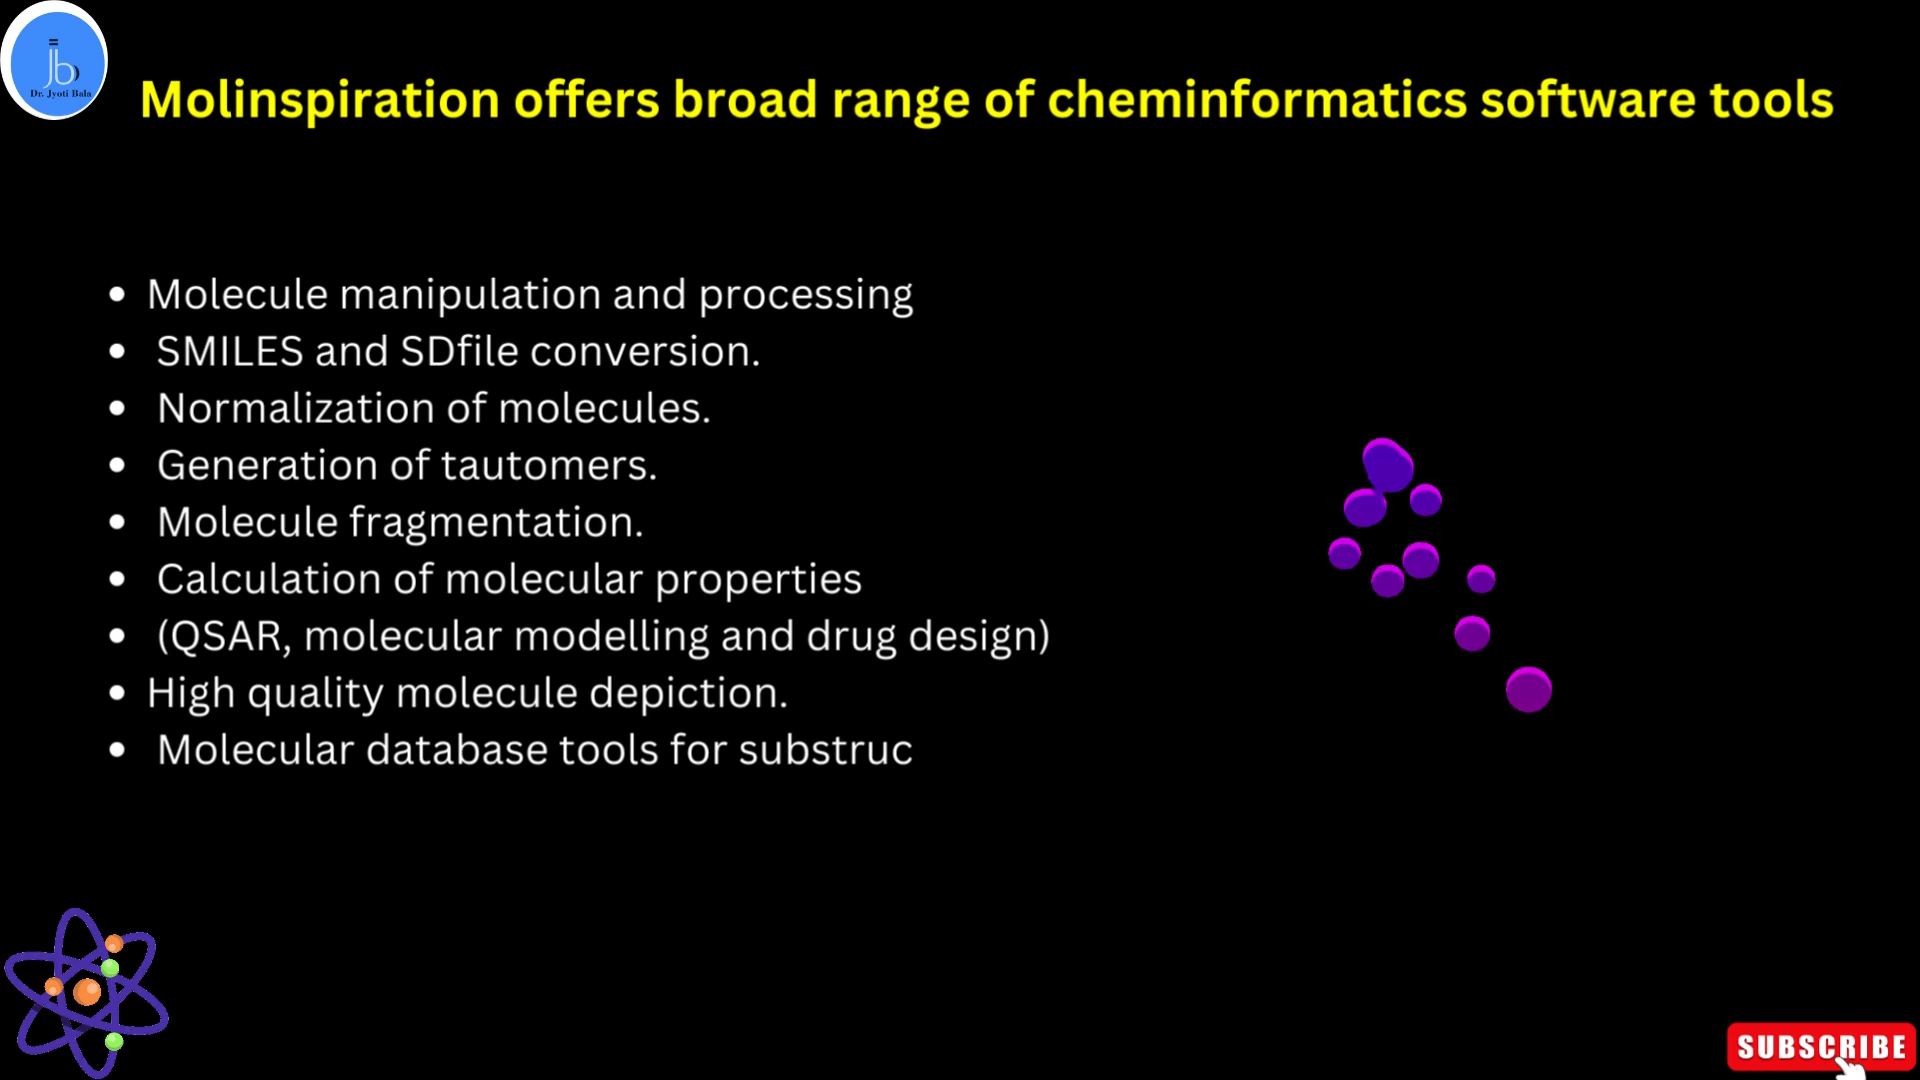 jb
Dr. Jyoti Bala
Molinspiration offers broad range of cheminformatics software tools
• Molecule manipulation and processing
• SMILES and SDfile conversion.
• Normalization of molecules.
• Generation of tautomers.
• Molecule fragmentation.
• Calculation of molecular properties
• (QSAR, molecular modelling and drug design)
• High quality molecule depiction.
• Molecular database tools for substruc
SUBSCRIBE